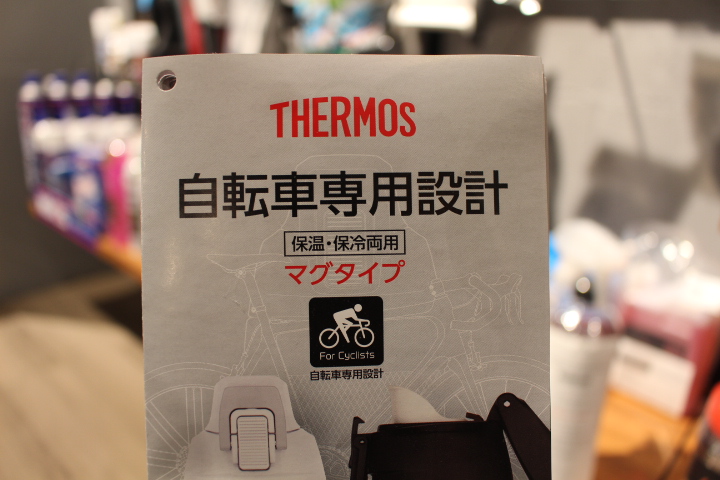 THERMOS
自転車専用設計
保温・保冷両用
マグタイプ
For Cyclists
自転車専用設計